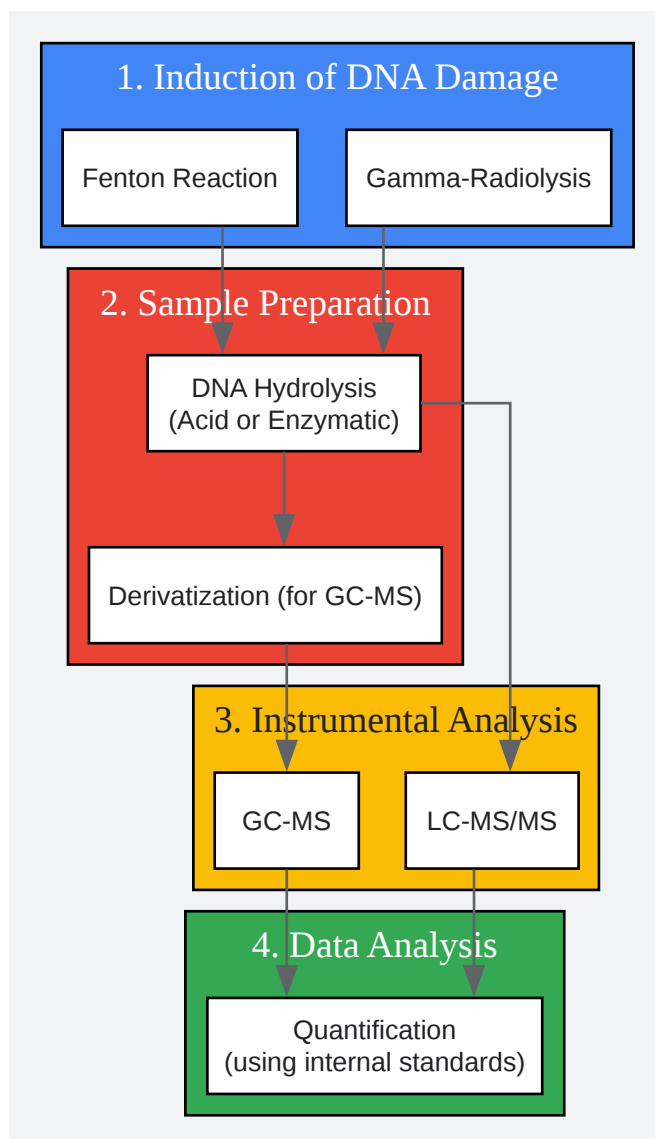 1. Induction of DNA Damage
Fenton Reaction
Gamma-Radiolysis
2. Sample Preparation
DNA Hydrolysis
(Acid or Enzymatic)
Derivatization (for GC-MS)
3. Instrumental Analysis
GC-MS
LC-MS/MS
4. Data Analysis
Quantification
(using internal standards)